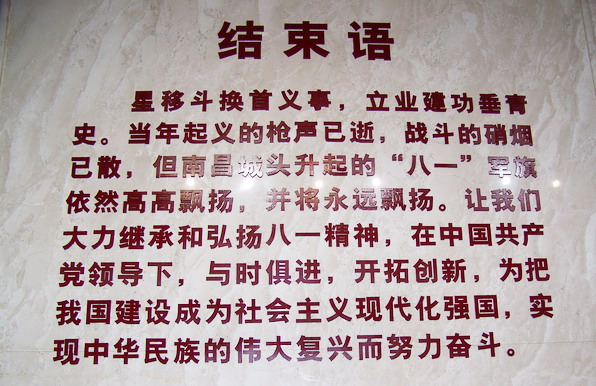 结束语
星移斗换首义事，立业建功垂青
史。当年起义的枪声已逝，战斗的硝烟
已散，但南昌城头升起的“八一”军旗
依然高高飘扬，并将永远飘扬。让我们
大力继承和弘扬八一精神，在中国共产
党领导下，与时俱进，开拓创新，为把
我国建设成为社会主义现代化强国，实
现中华民族的伟大复兴而努力奋斗。